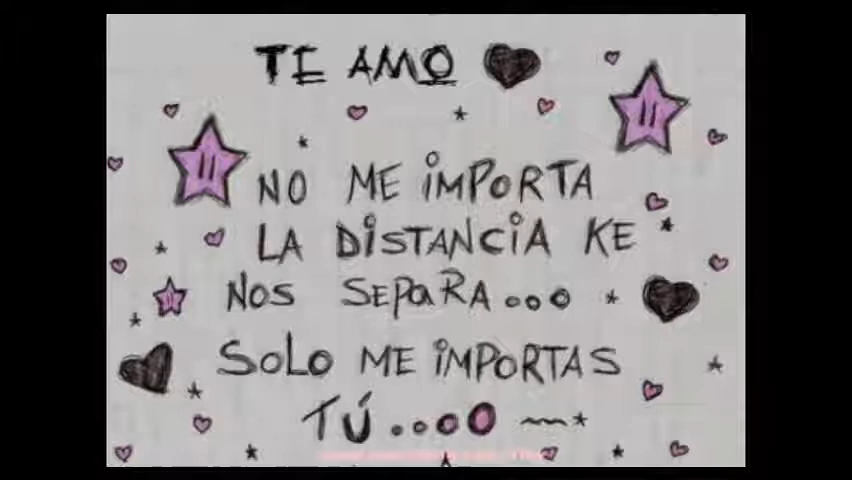 TE AMO
NO ME iMPORTA
LA DiSTANCiA KE
NOS SEPaRA...
SOLO ME iMPORTAS
TÚ....